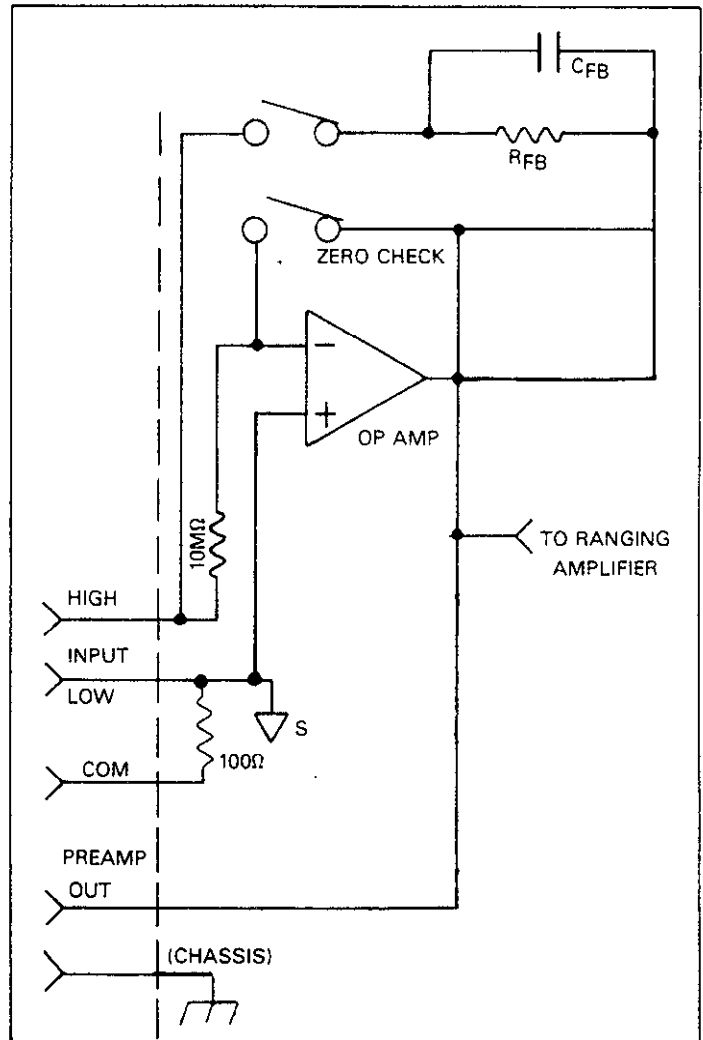 CFB
RFB
ZERO CHECK
−
+
OP AMP
10MΩ
TO RANGING
AMPLIFIER
HIGH
INPUT
LOW
S
100Ω
COM
PREAMP
OUT
(CHASSIS)